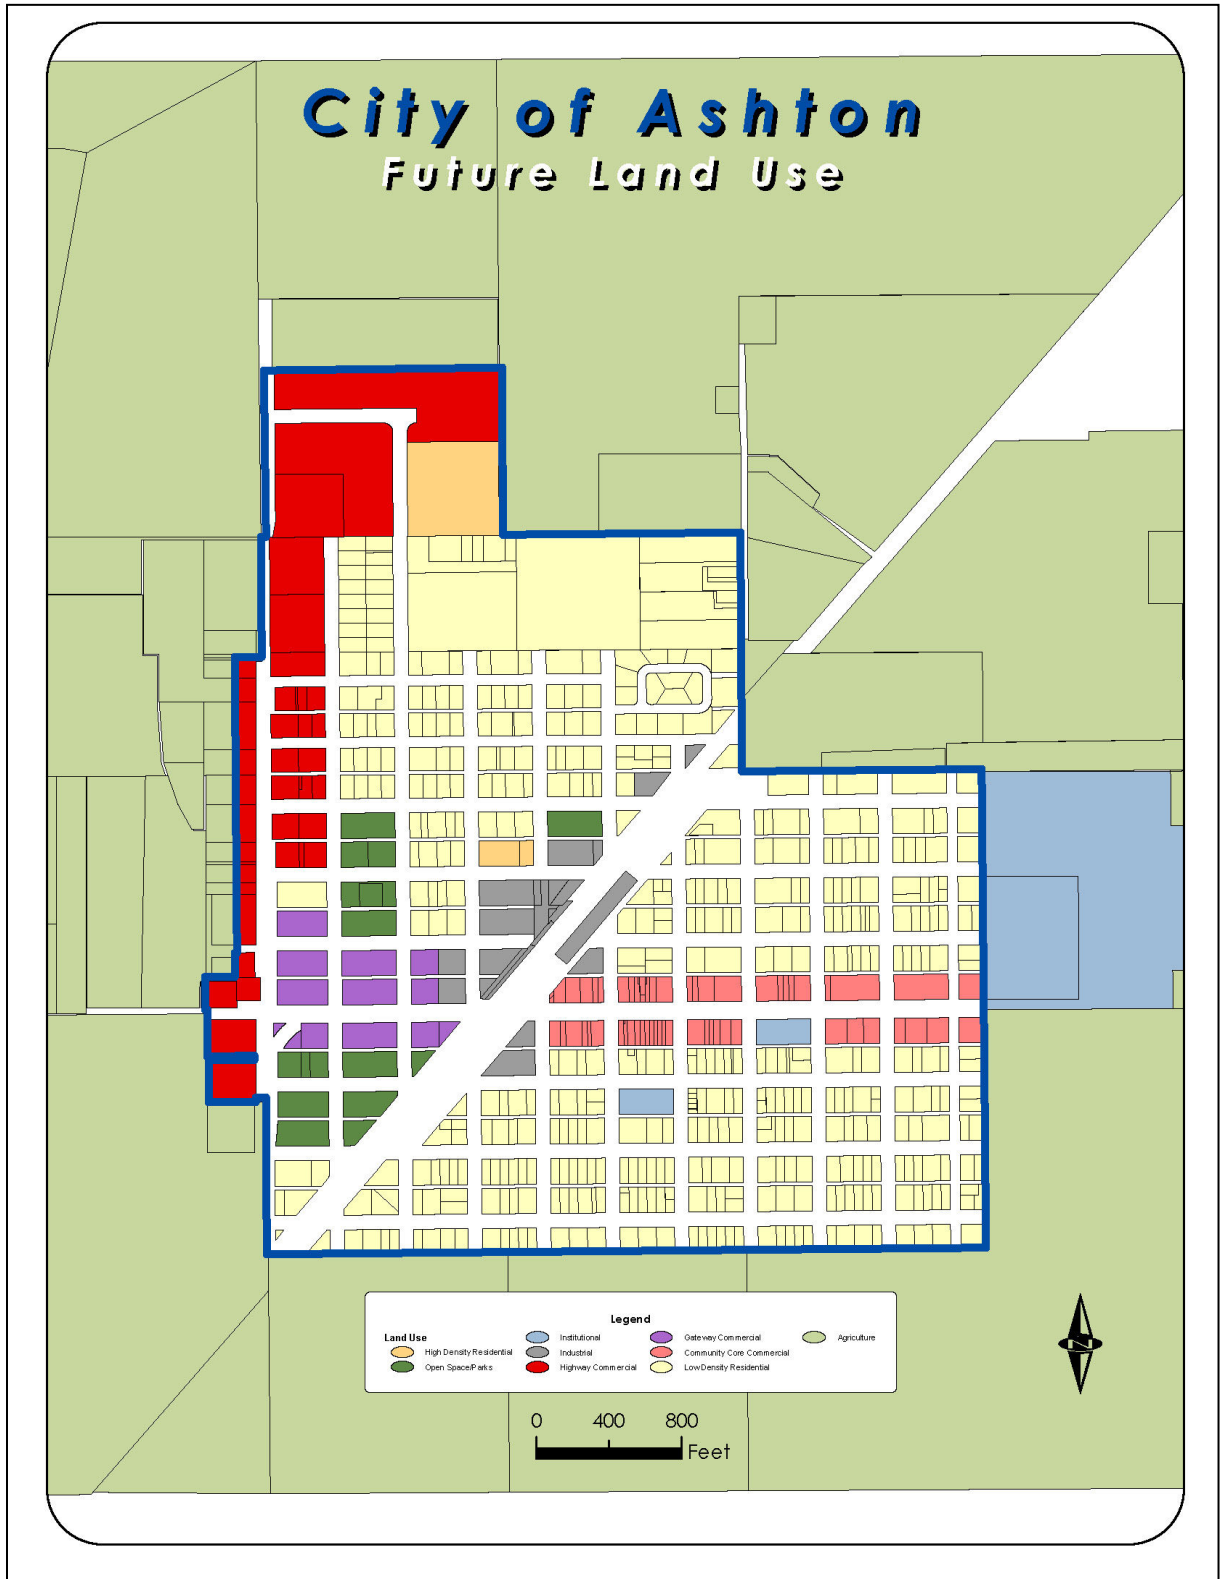 City of Ashton
Future Land Use
Legend
Land Use
High Density Residential
Open Space/Parks
Institutional
Industrial
Highway Commercial
Gateway Commercial
Community Core Commercial
Low Density Residential
Agriculture
N
0 400 800
Feet